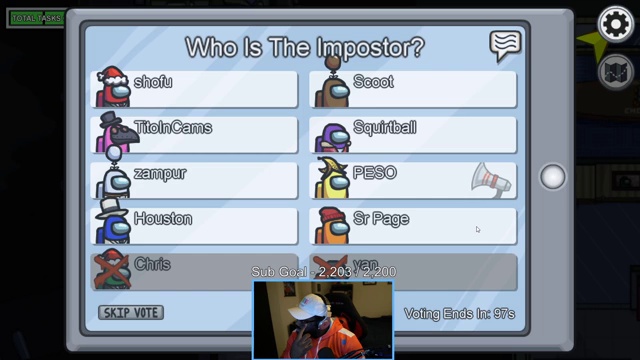 TOTAL TASKS
Who Is The Impostor?
shofu
Scoot
TitoInCams
Squirtball
zampur
PESO
Houston
Sr Page
Chris
yan
Sub Goal - 2,203 / 2,200
SKIP VOTE
Voting Ends In: 97s